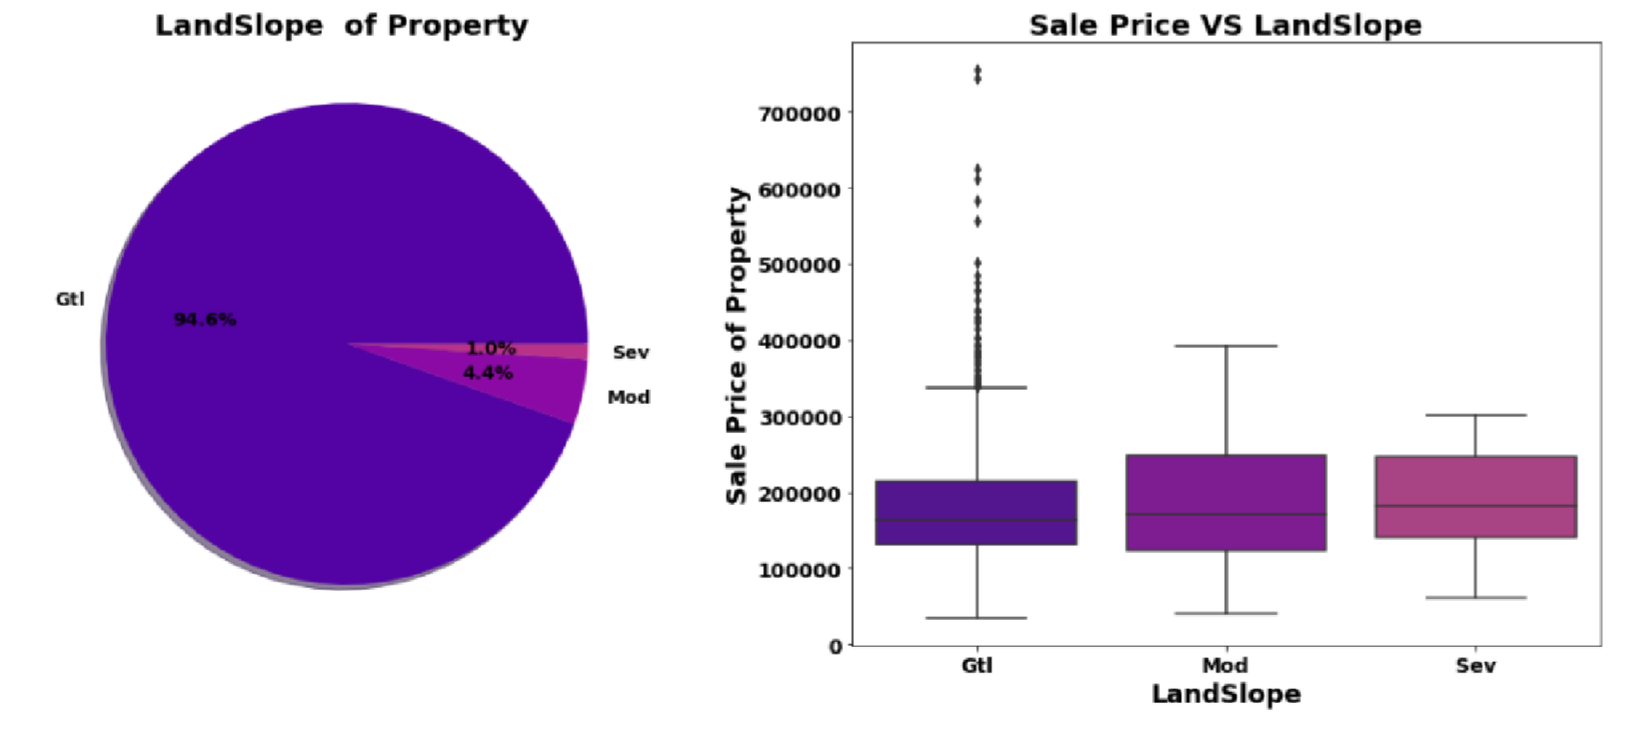 LandSlope  of Property
Gtl
94.6%
1.0%
4.4%
Sev
Mod
Sale Price VS LandSlope
Sale Price of Property
700000
600000
500000
400000
300000
200000
100000
0
Gtl Mod Sev
LandSlope